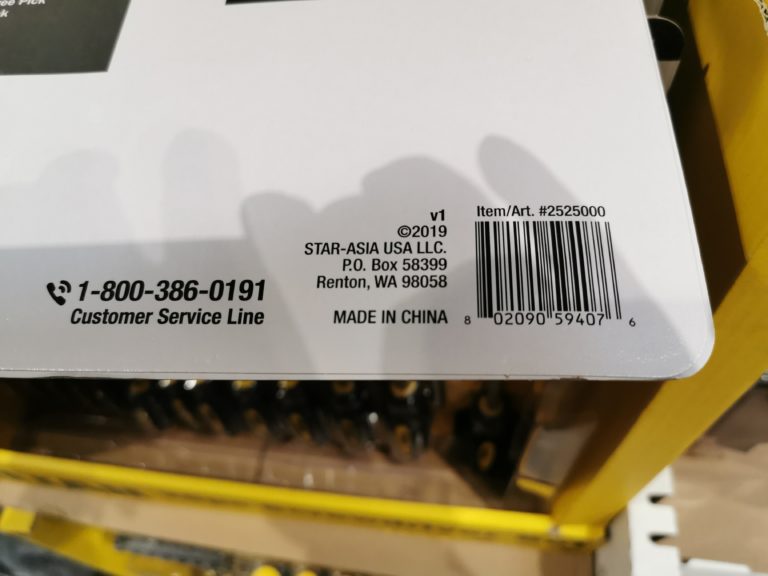 Pick
v1
©2019
STAR-ASIA USA LLC.
P.O. Box 58399
Renton, WA 98058
MADE IN CHINA
1-800-386-0191
Customer Service Line
Item/Art. #2525000
8 02090 59407 6